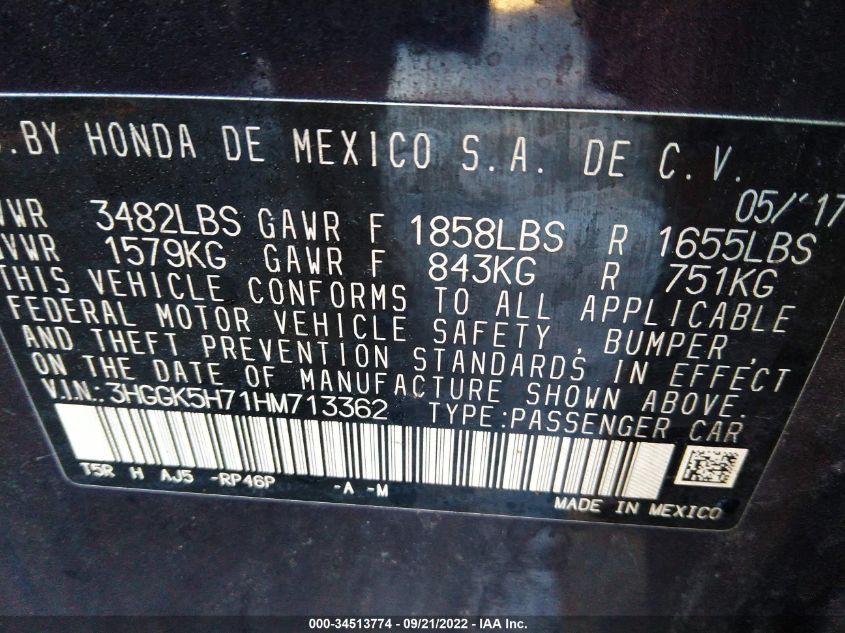 .BY HONDA DE MEXICO S.A. DE C.V.
05/17
VWR 3482LBS GAWR F 1858LBS R 1655LBS
VWR 1579KG GAWR F 843KG R 751KG
THIS VEHICLE CONFORMS TO ALL APPLICABLE
FEDERAL MOTOR VEHICLE SAFETY, BUMPER,
AND THEFT PREVENTION STANDARDS IN EFFECT
ON THE DATE OF MANUFACTURE SHOWN ABOVE.
V.I.N.:3HGGK5H71HM713362 TYPE:PASSENGER CAR
T5R H AJ5 -RP46P -A -M
MADE IN MEXICO
000-34513774 - 09/21/2022 - IAA Inc.